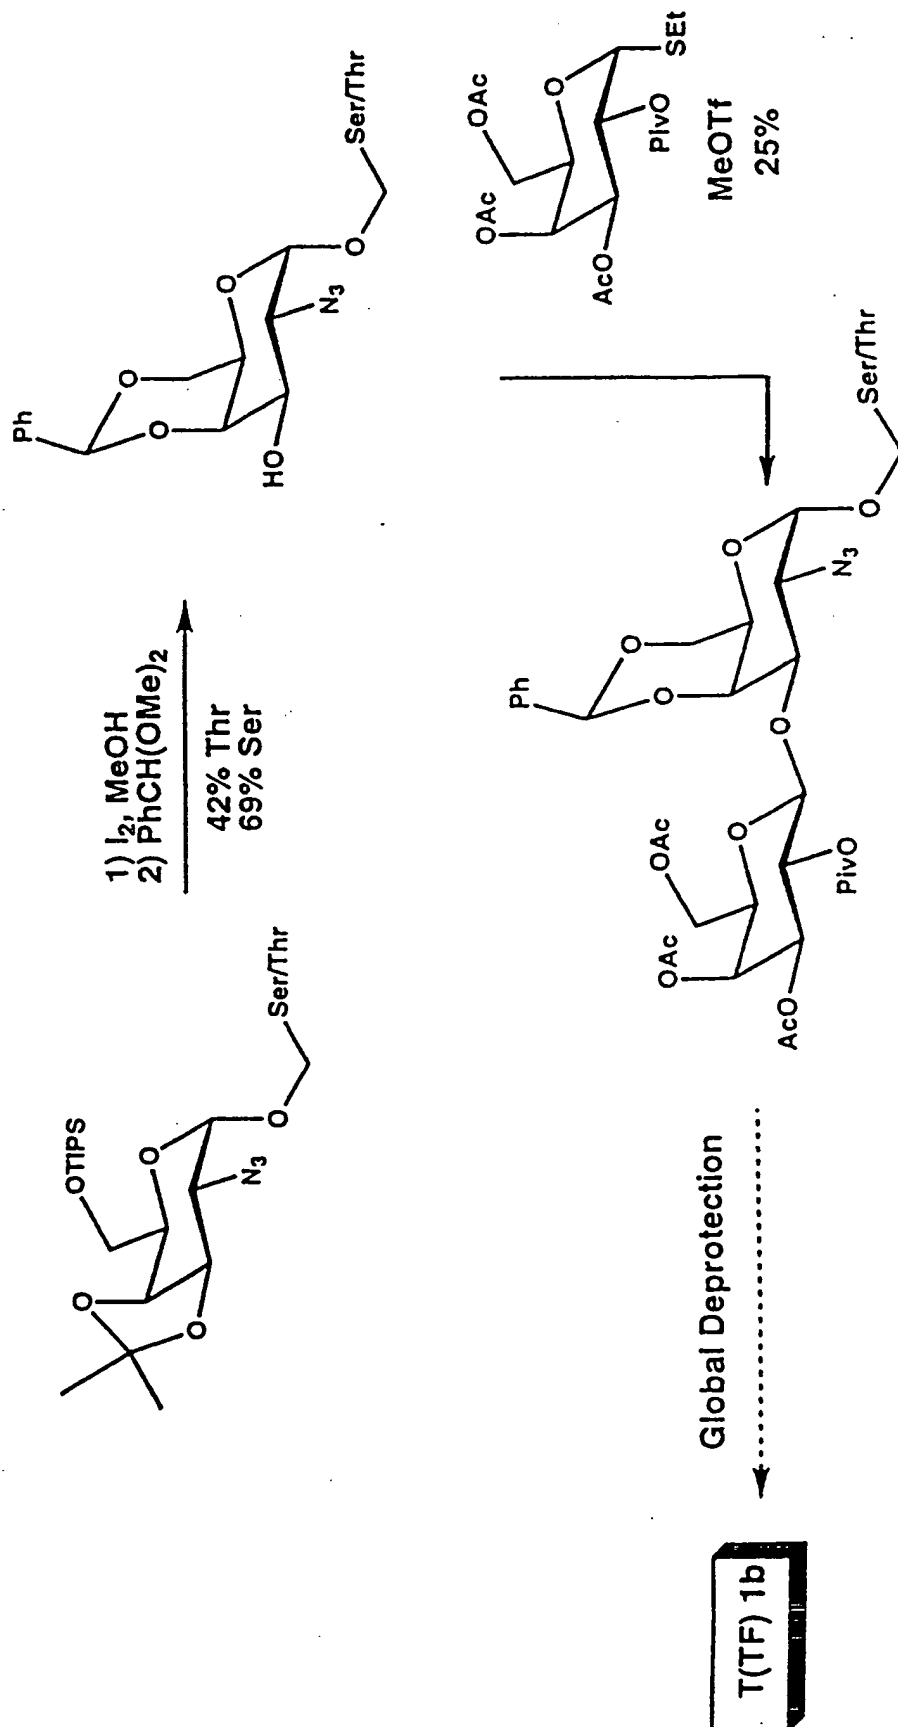 OTIPS
O
O
O
N3
O
Ser/Thr
1) I2, MeOH
2) PhCH(OMe)2
42% Thr
69% Ser
Ph
O
O
O
HO
N3
O
Ser/Thr
OAc
OAc
O
AcO
PivO
SEt
MeOTf
25%
Ph
O
O
O
OAc
OAc
O
O
N3
O
Ser/Thr
AcO
PivO
Global Deprotection
T(TF) 1b